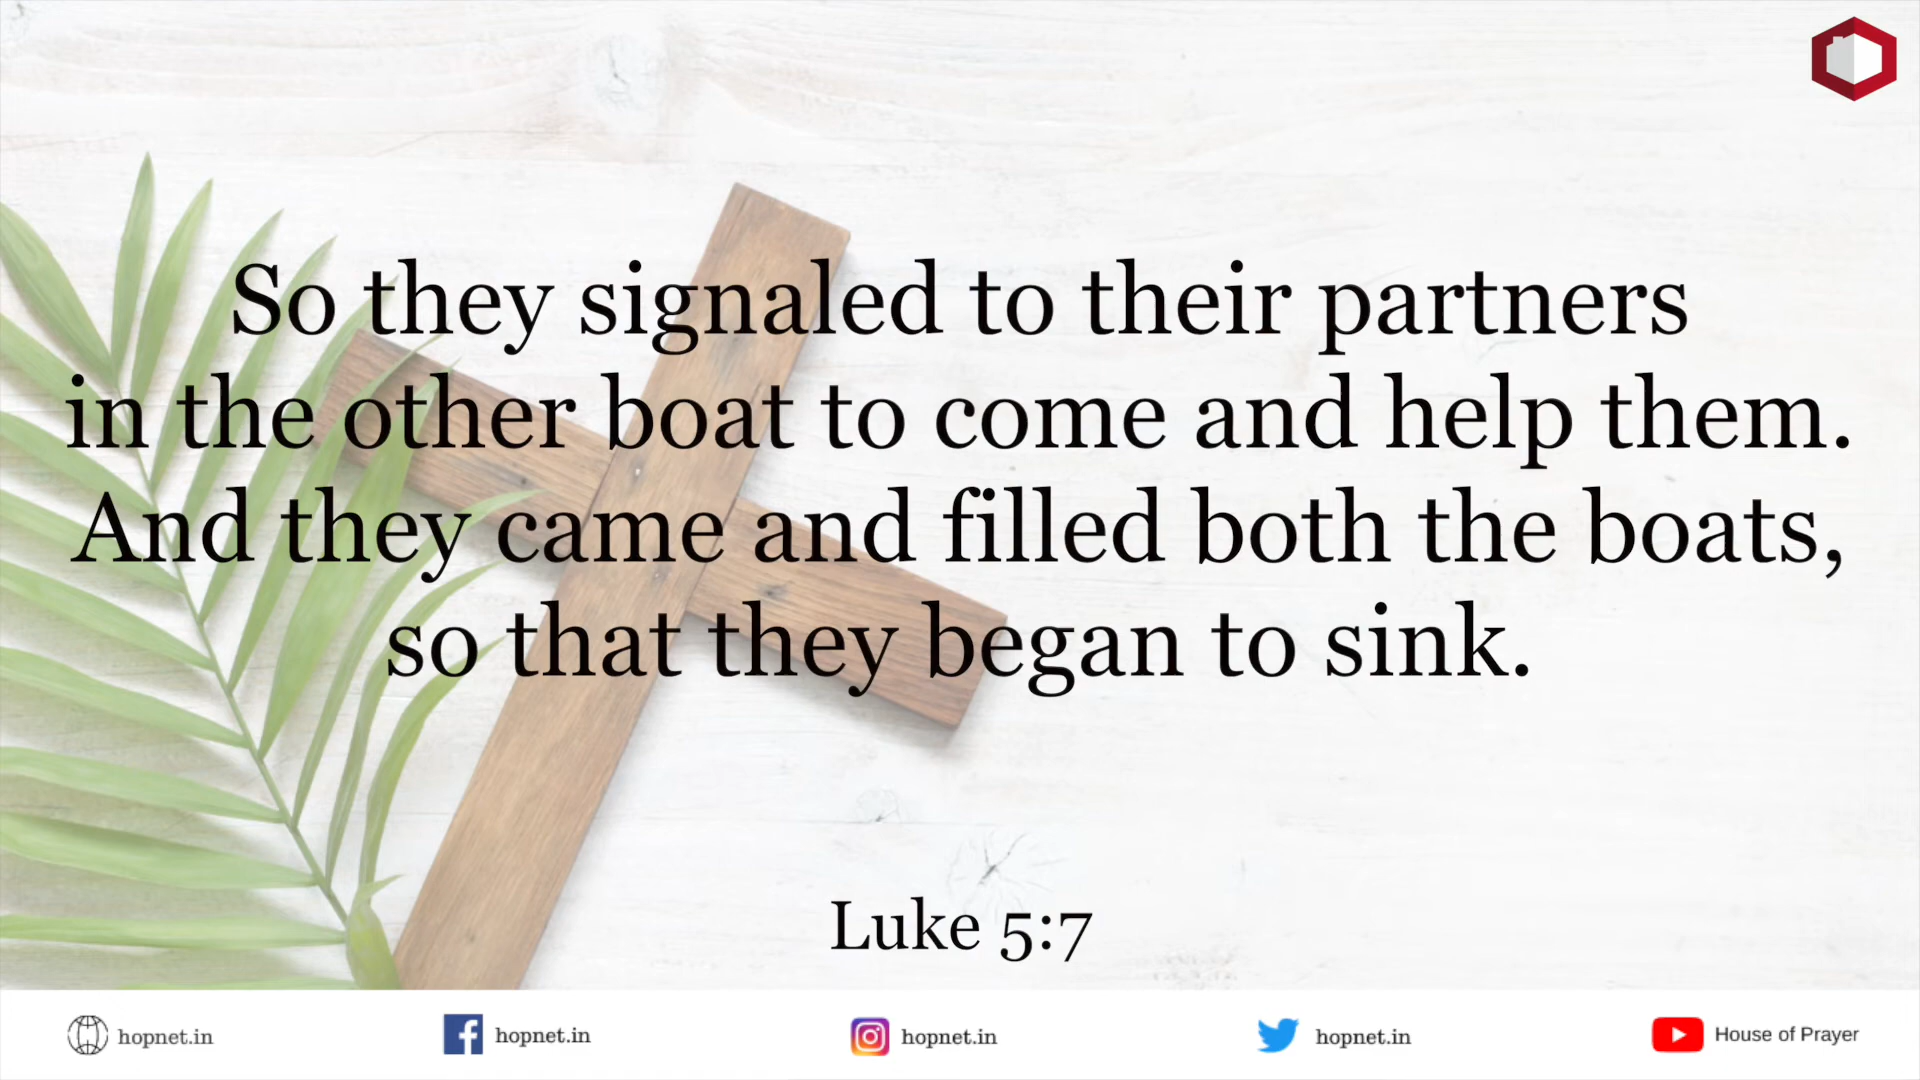 So they signaled to their partners
in the other boat to come and help them.
And they came and filled both the boats,
so that they began to sink.
Luke 5:7
hopnet.in
hopnet.in
hopnet.in
hopnet.in
House of Prayer